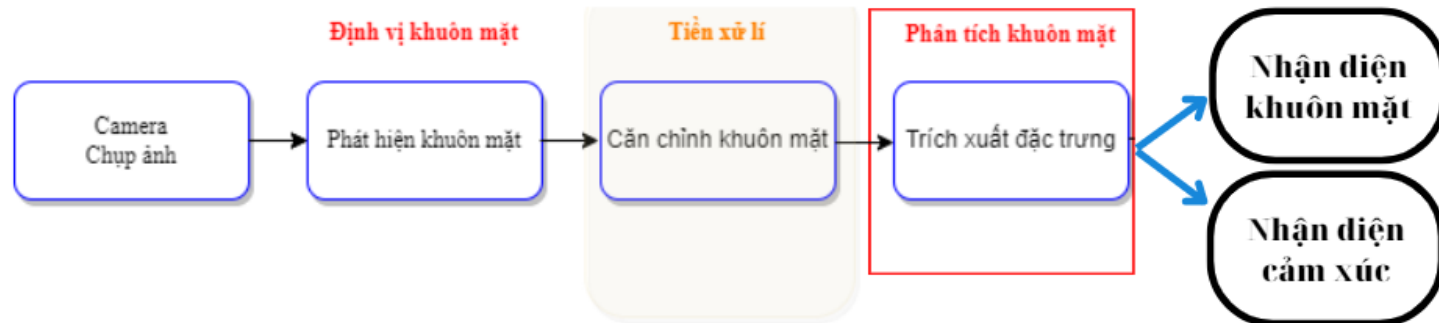 Định vị khuôn mặt
Tiền xử lí
Phân tích khuôn mặt
Camera
Chụp ảnh
Phát hiện khuôn mặt
Căn chỉnh khuôn mặt
Trích xuất đặc trưng
Nhận diện
khuôn mặt
Nhận diện
cảm xúc